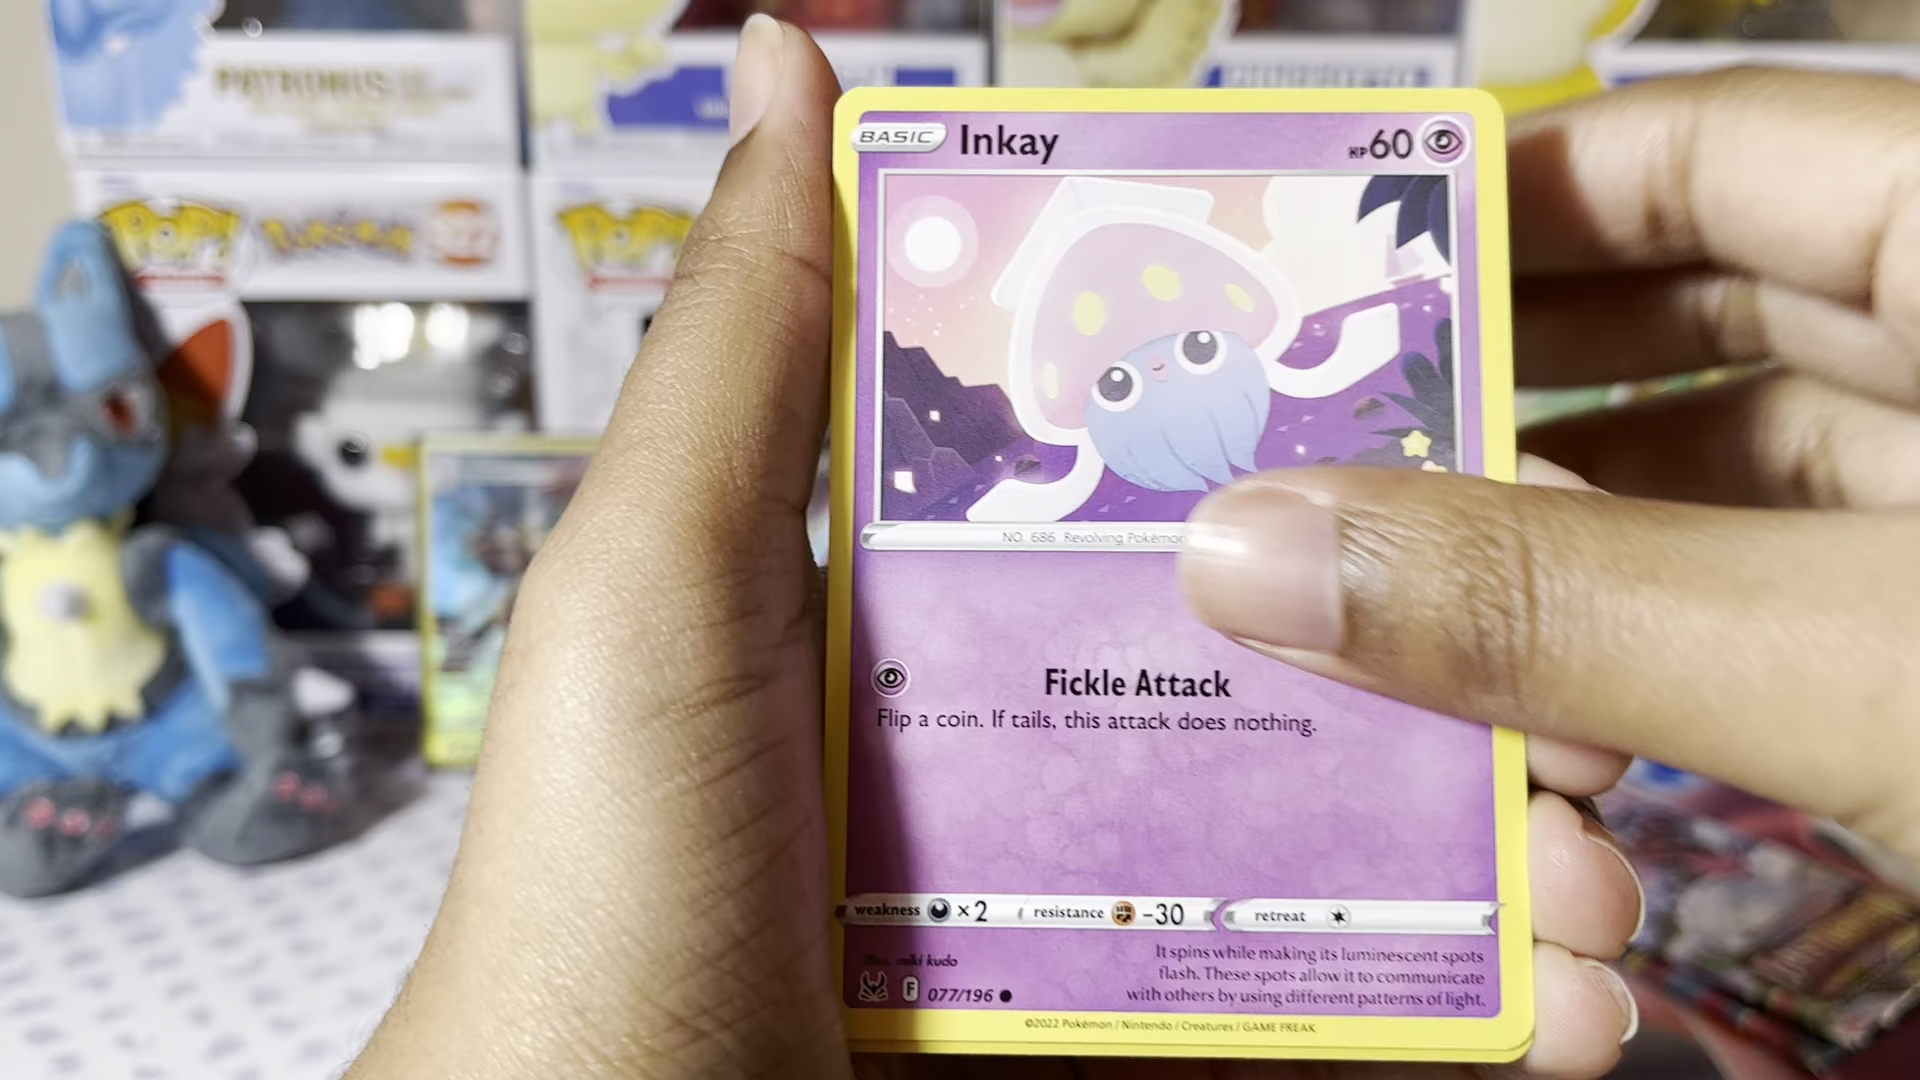 PATRONUS
BASIC
Inkay
HP60
POP!
Pokémon
POP!
NO. 686 Revolving Pokémon
Fickle Attack
Flip a coin. If tails, this attack does nothing.
weakness ×2 resistance -30 retreat
Illus. miki kudo
It spins while making its luminescent spots
flash. These spots allow it to communicate
with others by using different patterns of light.
F 077/196
©2022 Pokémon / Nintendo / Creatures / GAME FREAK